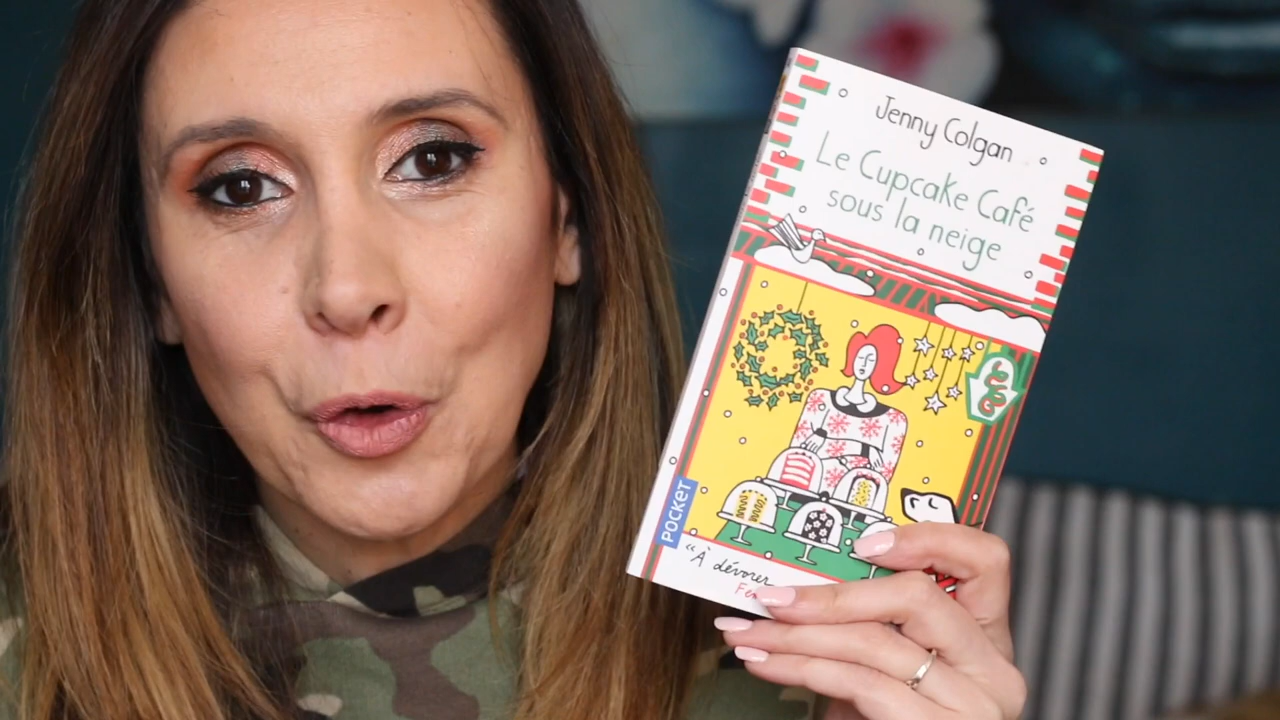 Jenny Colgan
Le Cupcake Café
sous la neige
POCKET
"À dévorer